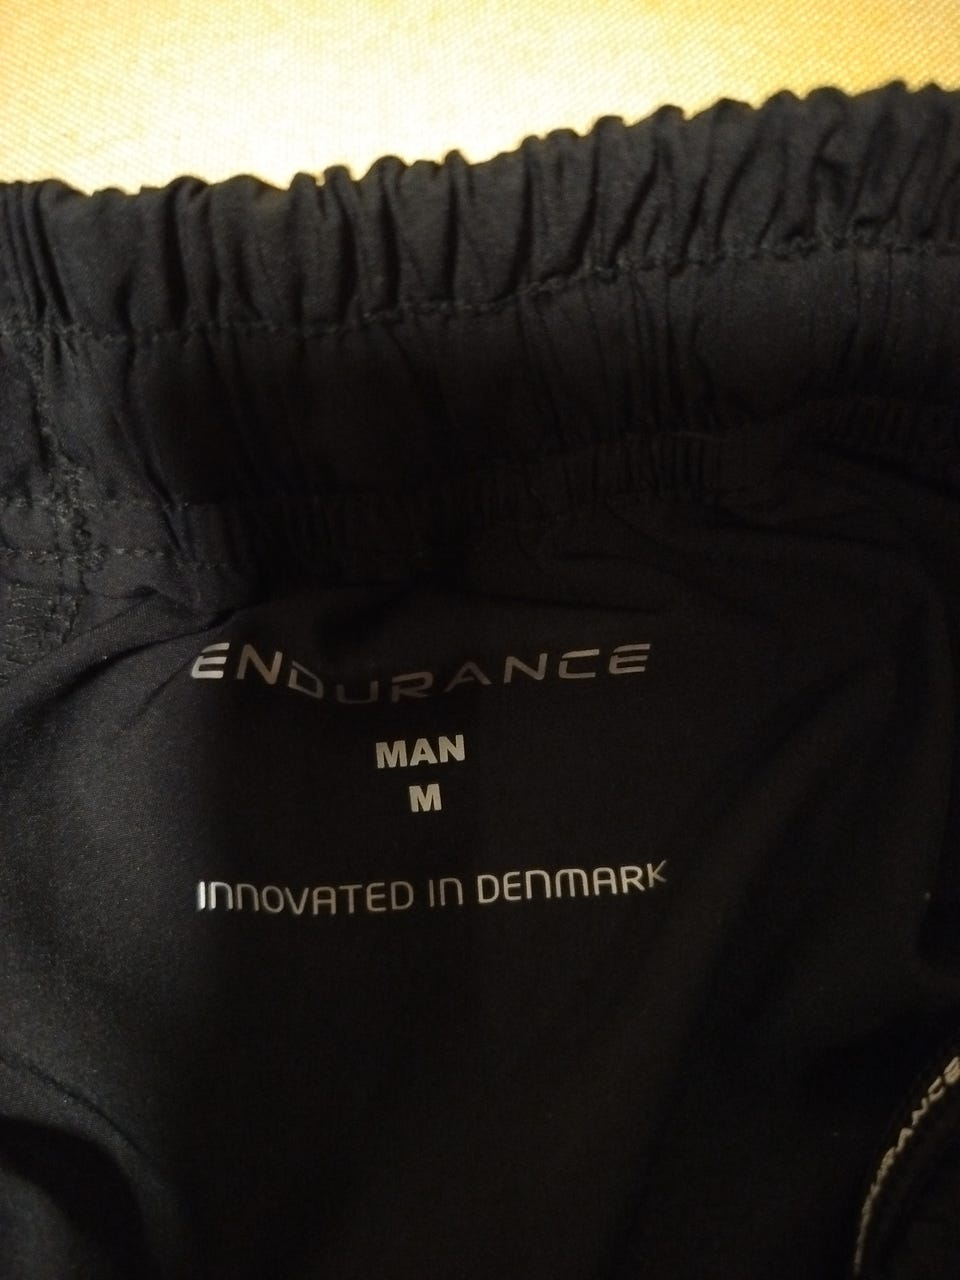 ENDURANCE
MAN
M
INNOVATED IN DENMARK